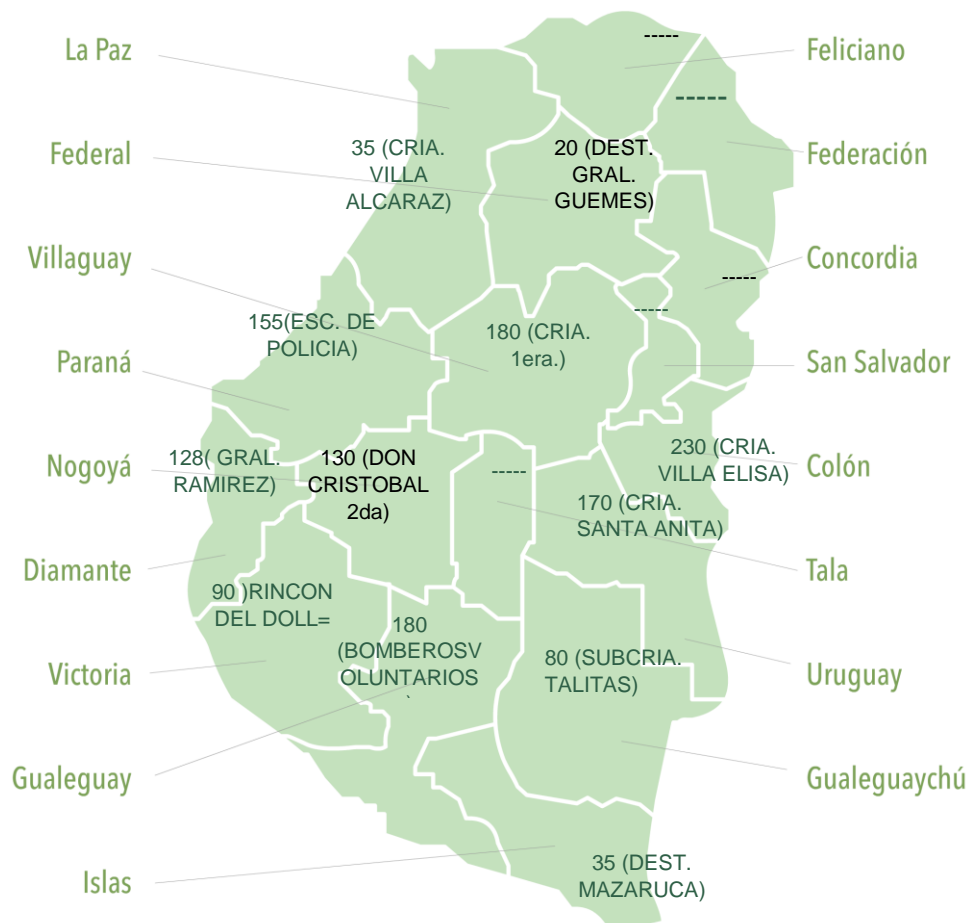 -----
La Paz
Feliciano
------
Federal
35 (CRIA.
VILLA
ALCARAZ)
20 (DEST.
GRAL.
GUEMES)
Federación
Villaguay
Concordia
-----
-----
155(ESC. DE
POLICIA)
180 (CRIA.
1era.)
Paraná
San Salvador
Nogoyá
128( GRAL.
RAMIREZ)
130 (DON
CRISTOBAL
2da)
-----
230 (CRIA.
VILLA ELISA)
Colón
170 (CRIA.
SANTA ANITA)
Diamante
Tala
90 )RINCON
DEL DOLL=
180
(BOMBEROSV
OLUNTARIOS
)
80 (SUBCRIA.
TALITAS)
Victoria
Uruguay
Gualeguay
Gualeguaychú
35 (DEST.
MAZARUCA)
Islas